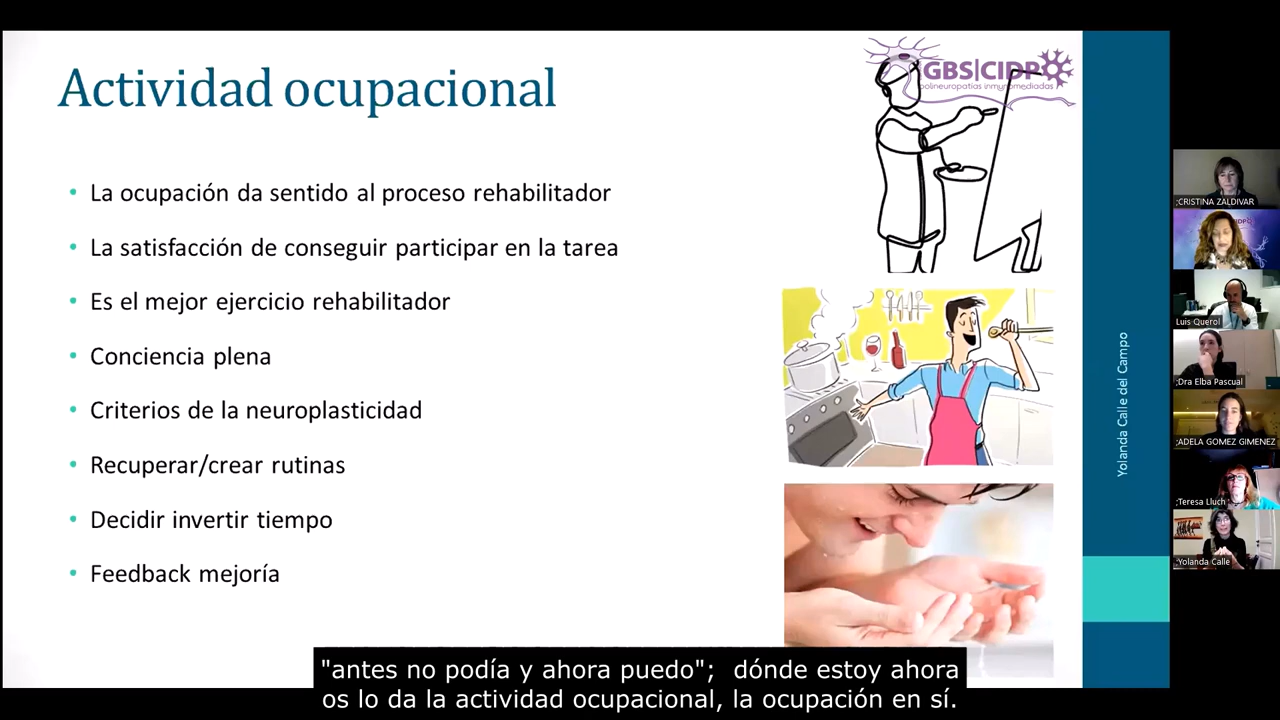 Actividad ocupacional
GBS|CIDP
polineuropatías inmunomediadas
• La ocupación da sentido al proceso rehabilitador
• La satisfacción de conseguir participar en la tarea
• Es el mejor ejercicio rehabilitador
• Conciencia plena
• Criterios de la neuroplasticidad
• Recuperar/crear rutinas
• Decidir invertir tiempo
• Feedback mejoría
Yolanda Calle del Campo
;CRISTINA ZALDIVAR
Luis Querol
;Dra Elba Pascual
;ADELA GOMEZ GIMENEZ
;Teresa Lluch
;Yolanda Calle
"antes no podía y ahora puedo"; dónde estoy ahora
os lo da la actividad ocupacional, la ocupación en sí.